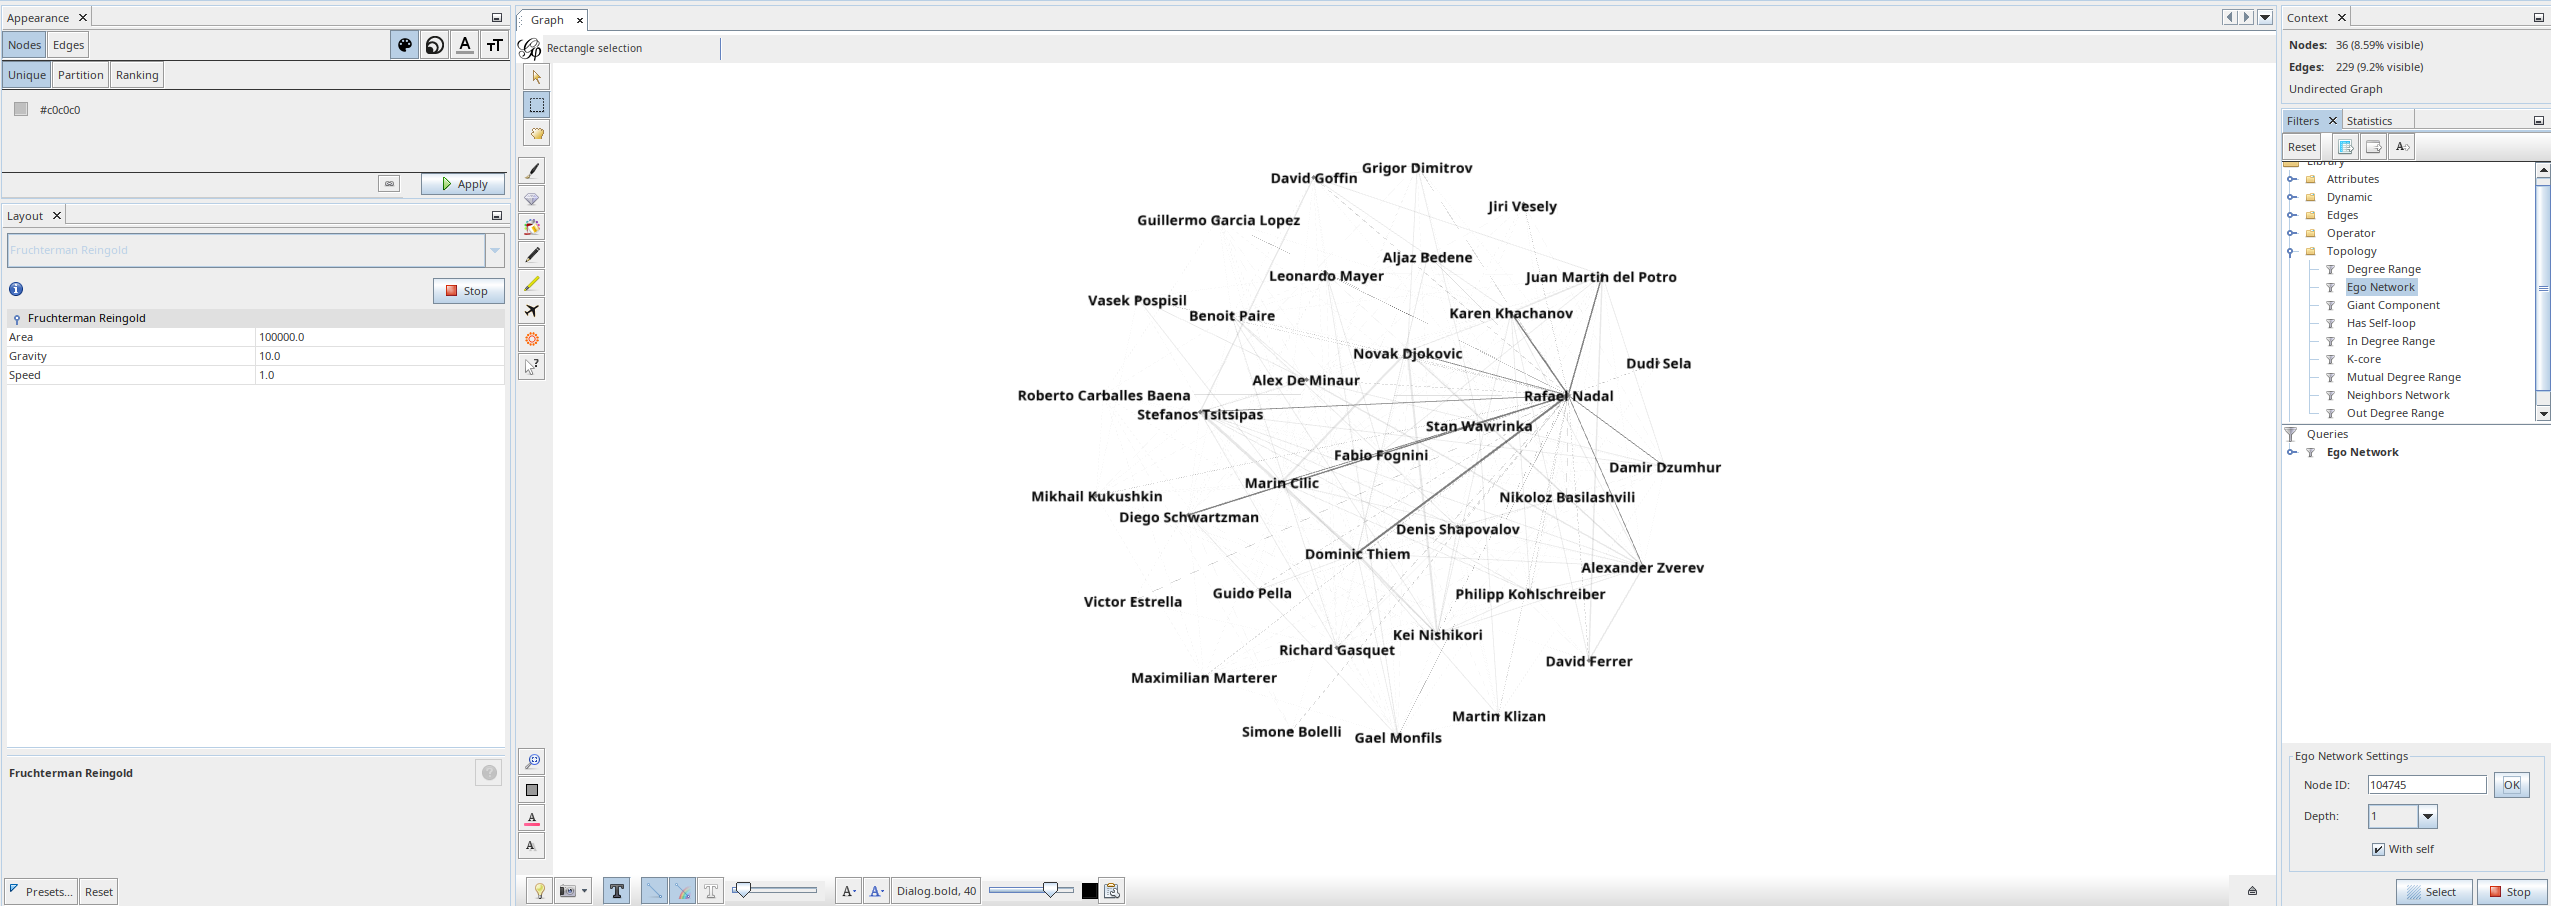 Appearance
Nodes Edges
Unique Partition Ranking
#c0c0c0
Apply
Layout
Fruchterman Reingold
Stop
Fruchterman Reingold
Area 100000.0
Gravity 10.0
Speed 1.0
Fruchterman Reingold
Presets... Reset
Graph
Rectangle selection
Grigor Dimitrov
David Goffin
Jiri Vesely
Guillermo Garcia Lopez
Aljaz Bedene
Leonardo Mayer
Juan Martin del Potro
Vasek Pospisil
Karen Khachanov
Benoit Paire
Novak Djokovic
Dudi Sela
Alex De Minaur
Roberto Carballes Baena
Rafael Nadal
Stefanos Tsitsipas
Stan Wawrinka
Fabio Fognini
Damir Dzumhur
Marin Cilic
Mikhail Kukushkin
Nikoloz Basilashvili
Diego Schwartzman
Denis Shapovalov
Dominic Thiem
Alexander Zverev
Guido Pella
Philipp Kohlschreiber
Victor Estrella
Kei Nishikori
Richard Gasquet
David Ferrer
Maximilian Marterer
Martin Klizan
Simone Bolelli
Gael Monfils
Dialog.bold, 40
Context
Nodes: 36 (8.59% visible)
Edges: 229 (9.2% visible)
Undirected Graph
Filters Statistics
Reset
Library
Attributes
Dynamic
Edges
Operator
Topology
Degree Range
Ego Network
Giant Component
Has Self-loop
In Degree Range
K-core
Mutual Degree Range
Neighbors Network
Out Degree Range
Queries
Ego Network
Ego Network Settings
Node ID: 104745 OK
Depth: 1
With self
Select Stop